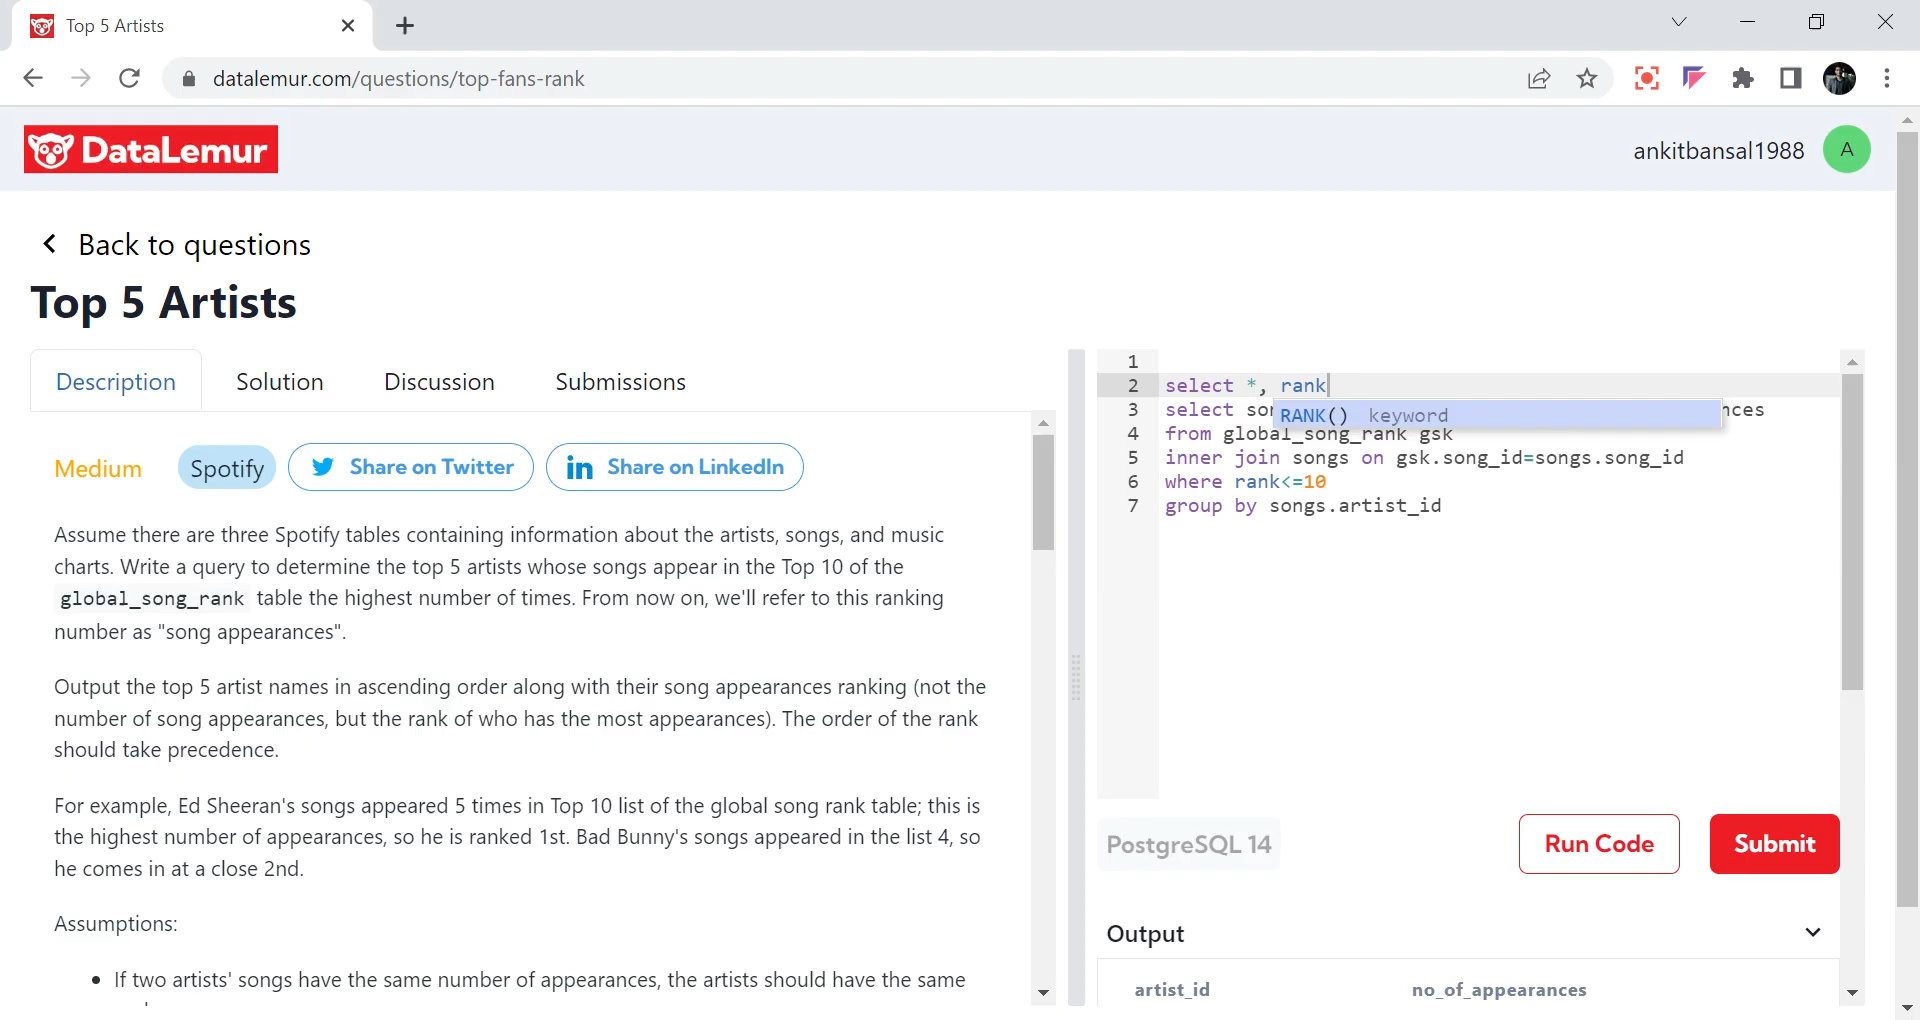 Top 5 Artists
datalemur.com/questions/top-fans-rank
DataLemur
ankitbansal1988
A
Back to questions
Top 5 Artists
Description
Solution
Discussion
Submissions
Medium
Spotify
Share on Twitter
Share on LinkedIn
Assume there are three Spotify tables containing information about the artists, songs, and music
charts. Write a query to determine the top 5 artists whose songs appear in the Top 10 of the
global_song_rank table the highest number of times. From now on, we'll refer to this ranking
number as "song appearances".
Output the top 5 artist names in ascending order along with their song appearances ranking (not the
number of song appearances, but the rank of who has the most appearances). The order of the rank
should take precedence.
For example, Ed Sheeran's songs appeared 5 times in Top 10 list of the global song rank table; this is
the highest number of appearances, so he is ranked 1st. Bad Bunny's songs appeared in the list 4, so
he comes in at a close 2nd.
Assumptions:
• If two artists' songs have the same number of appearances, the artists should have the same
1
2 select *, rank
RANK() keyword
3 select
4 from global_song_rank gsk
5 inner join songs on gsk.song_id=songs.song_id
6 where rank<=10
7 group by songs.artist_id
PostgreSQL 14
Run Code
Submit
Output
artist_id no_of_appearances